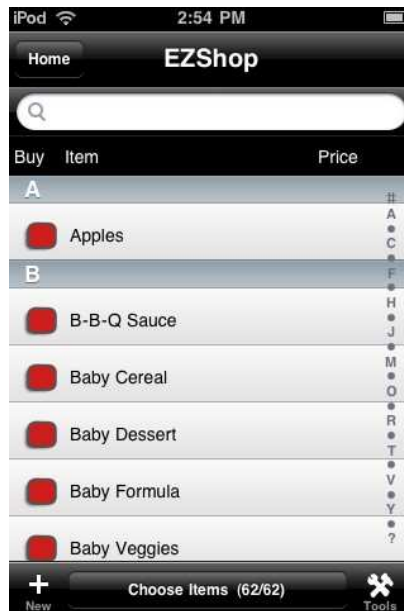 iPod 2:54 PM
Home EZShop
Buy Item Price
A
Apples
B
B-B-Q Sauce
Baby Cereal
Baby Dessert
Baby Formula
Baby Veggies
#
A
C
F
H
J
M
O
R
T
V
Y
?
New Choose Items (62/62) Tools